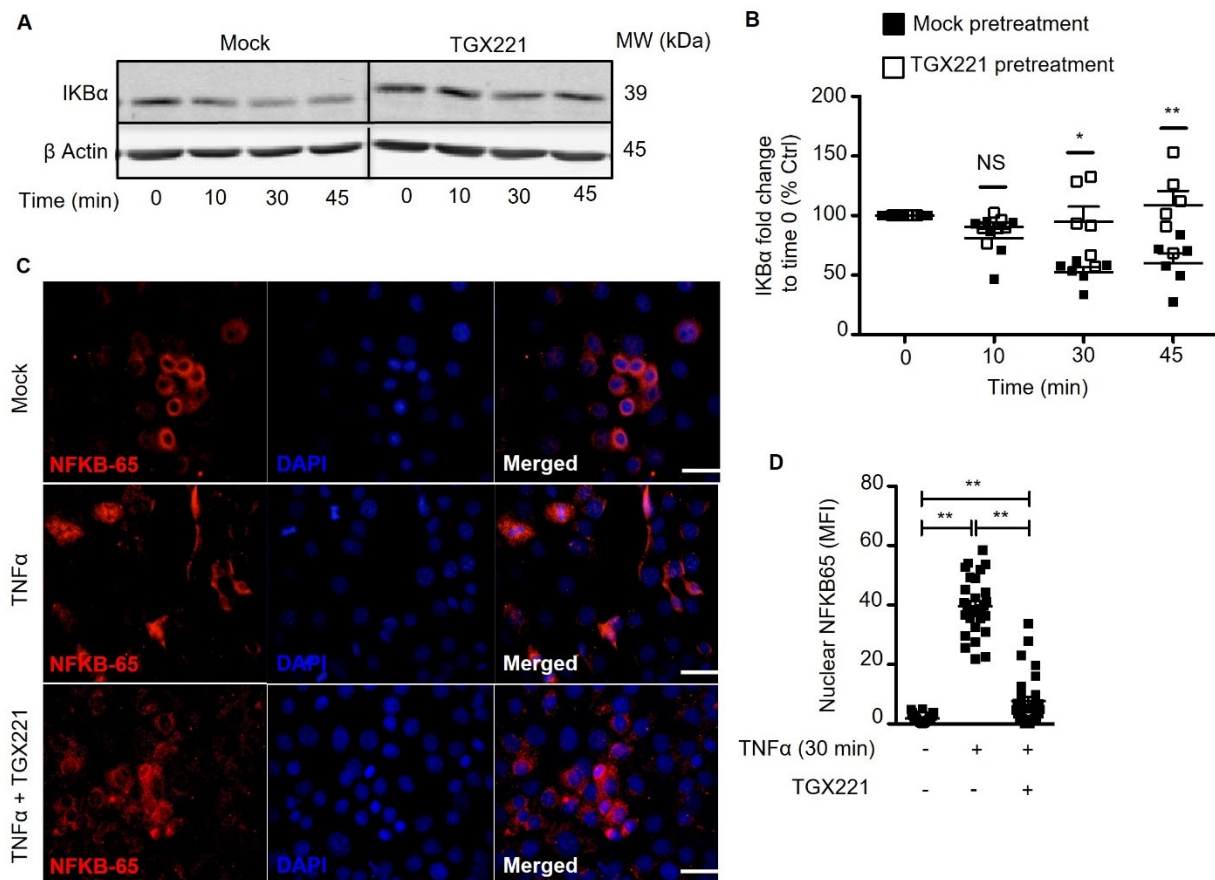 A
Mock
TGX221
MW (kDa)
IKBα
39
β Actin
45
Time (min)
0
10
30
45
0
10
30
45
B
Mock pretreatment
TGX221 pretreatment
IKBα fold change
to time 0 (% Ctrl)
200
150
100
50
0
NS
*
**
0
10
30
45
Time (min)
C
Mock
NFKB-65
DAPI
Merged
TNFα
NFKB-65
DAPI
Merged
TNFα + TGX221
NFKB-65
DAPI
Merged
D
Nuclear NFKB65 (MFI)
80
60
40
20
0
**
**
**
TNFα (30 min)
-
+
+
TGX221
-
-
+